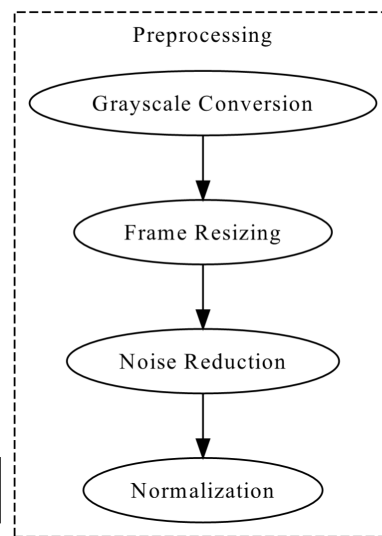 Preprocessing
Grayscale Conversion
Frame Resizing
Noise Reduction
Normalization